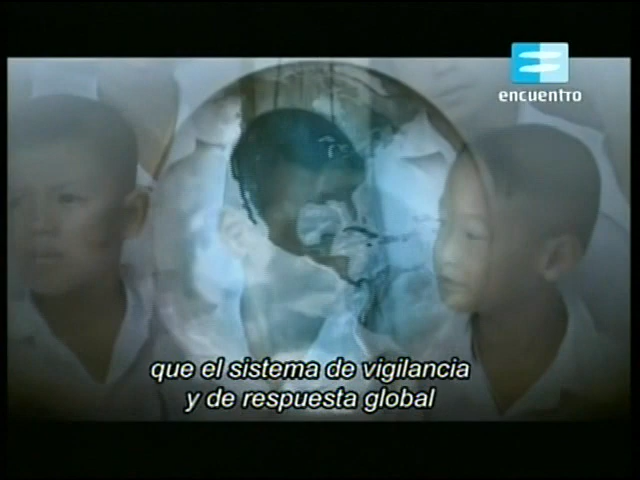 encuentro
que el sistema de vigilancia
y de respuesta global